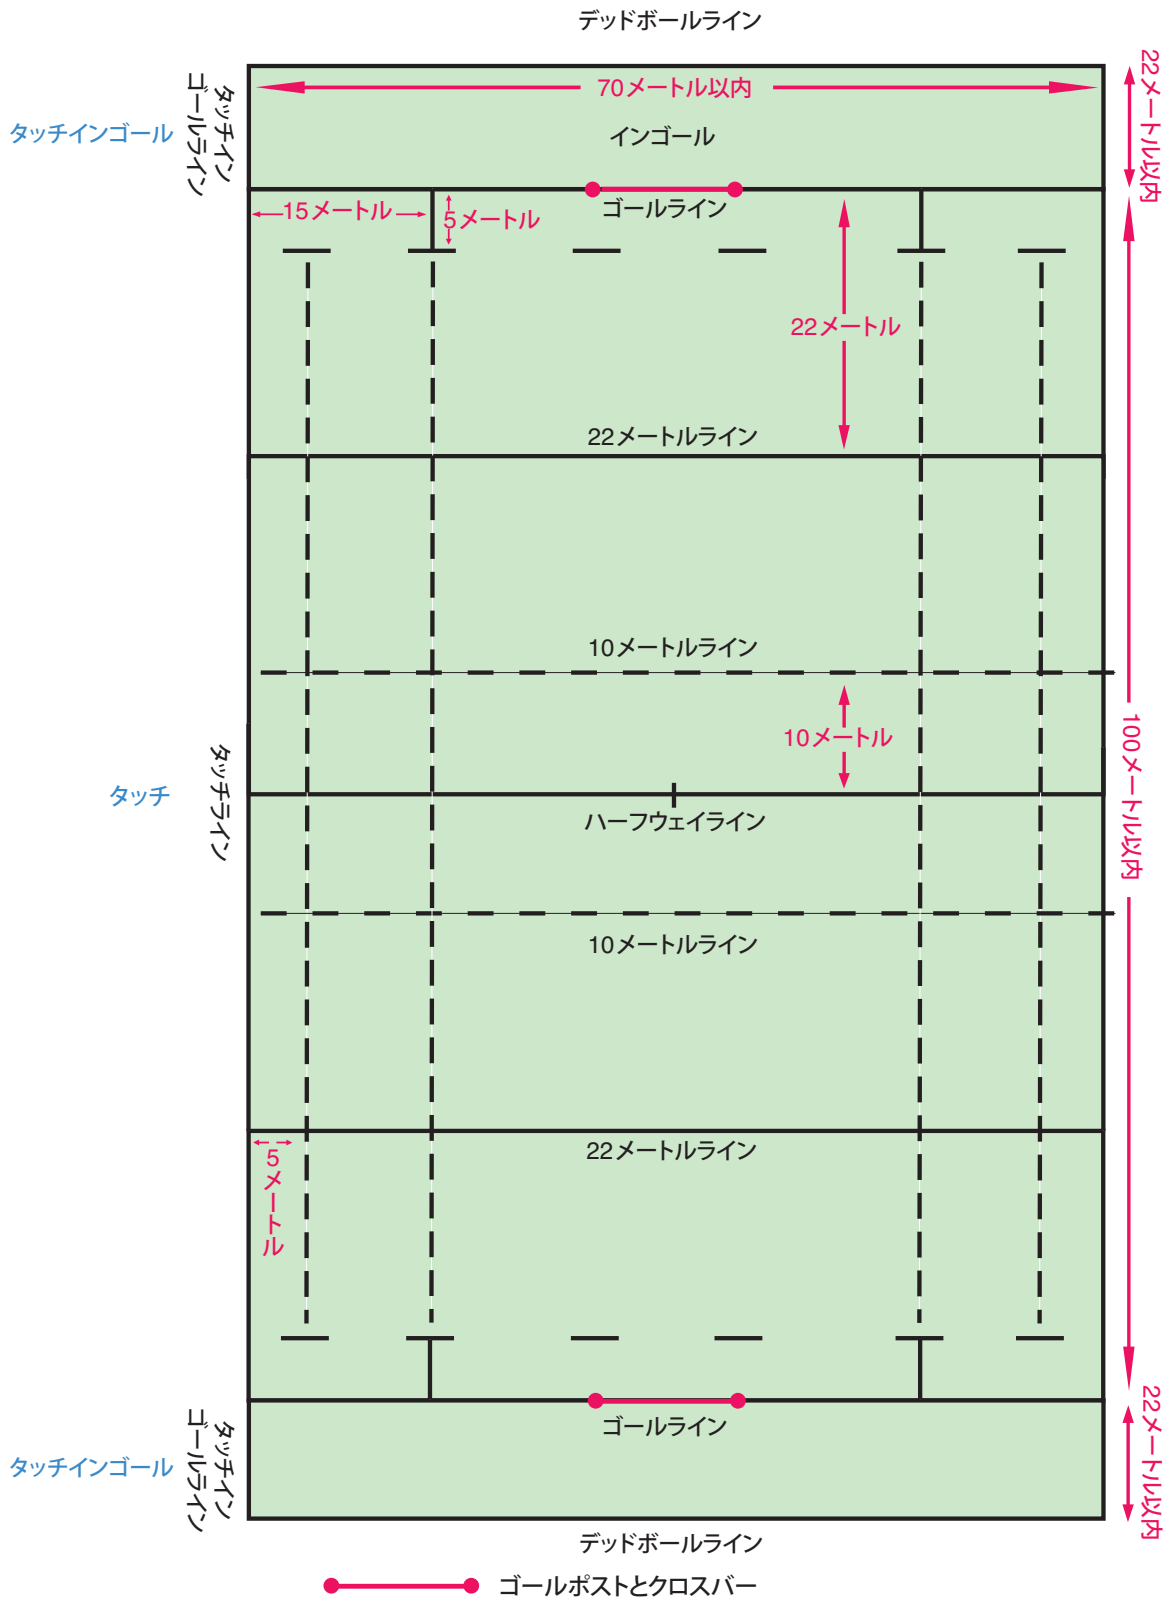 デッドボールライン
70メートル以内
22メートル以内
タッチイン
ゴールライン
タッチインゴール
インゴール
15メートル
5メートル
ゴールライン
22メートル
22メートルライン
10メートルライン
10メートル
100メートル以内
タッチライン
タッチ
ハーフウェイライン
10メートルライン
22メートルライン
5メートル
22メートル以内
タッチイン
ゴールライン
タッチインゴール
ゴールライン
デッドボールライン
ゴールポストとクロスバー